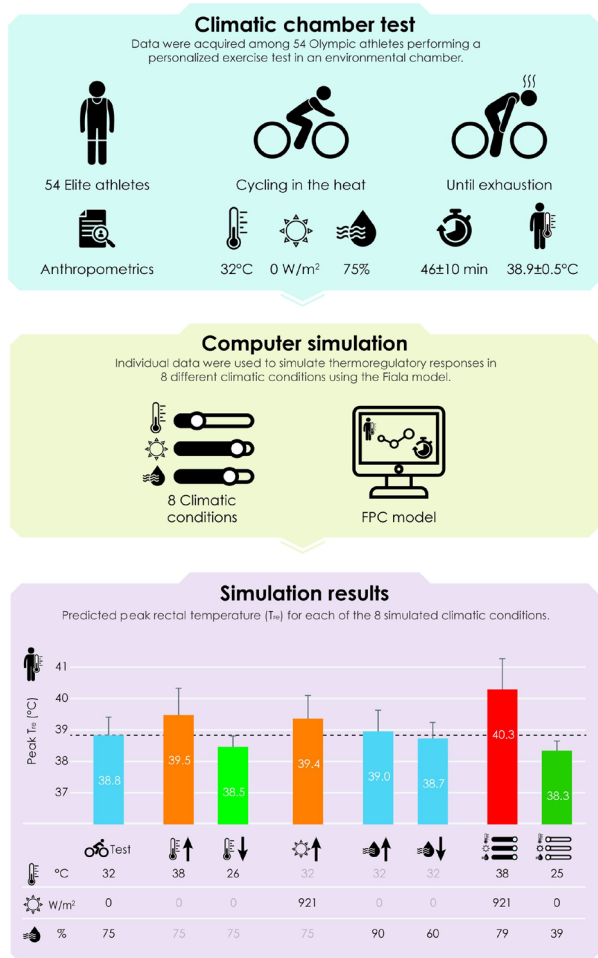 Climatic chamber test
Data were acquired among 54 Olympic athletes performing a
personalized exercise test in an environmental chamber.
54 Elite athletes
Cycling in the heat
Until exhaustion
Anthropometrics
32°C
0 W/m²
75%
46±10 min
38.9±0.5°C
Computer simulation
Individual data were used to simulate thermoregulatory responses in
8 different climatic conditions using the Fiala model.
8 Climatic
conditions
FPC model
Simulation results
Predicted peak rectal temperature (Tre) for each of the 8 simulated climatic conditions.
Peak Tre (°C)
41
40
39
38
37
38.8
39.5
38.5
39.4
39.0
38.7
40.3
38.3
Test
°C 32 38 26 32 32 32 38 25
W/m² 0 0 0 921 0 0 921 0
% 75 75 75 75 90 60 79 39